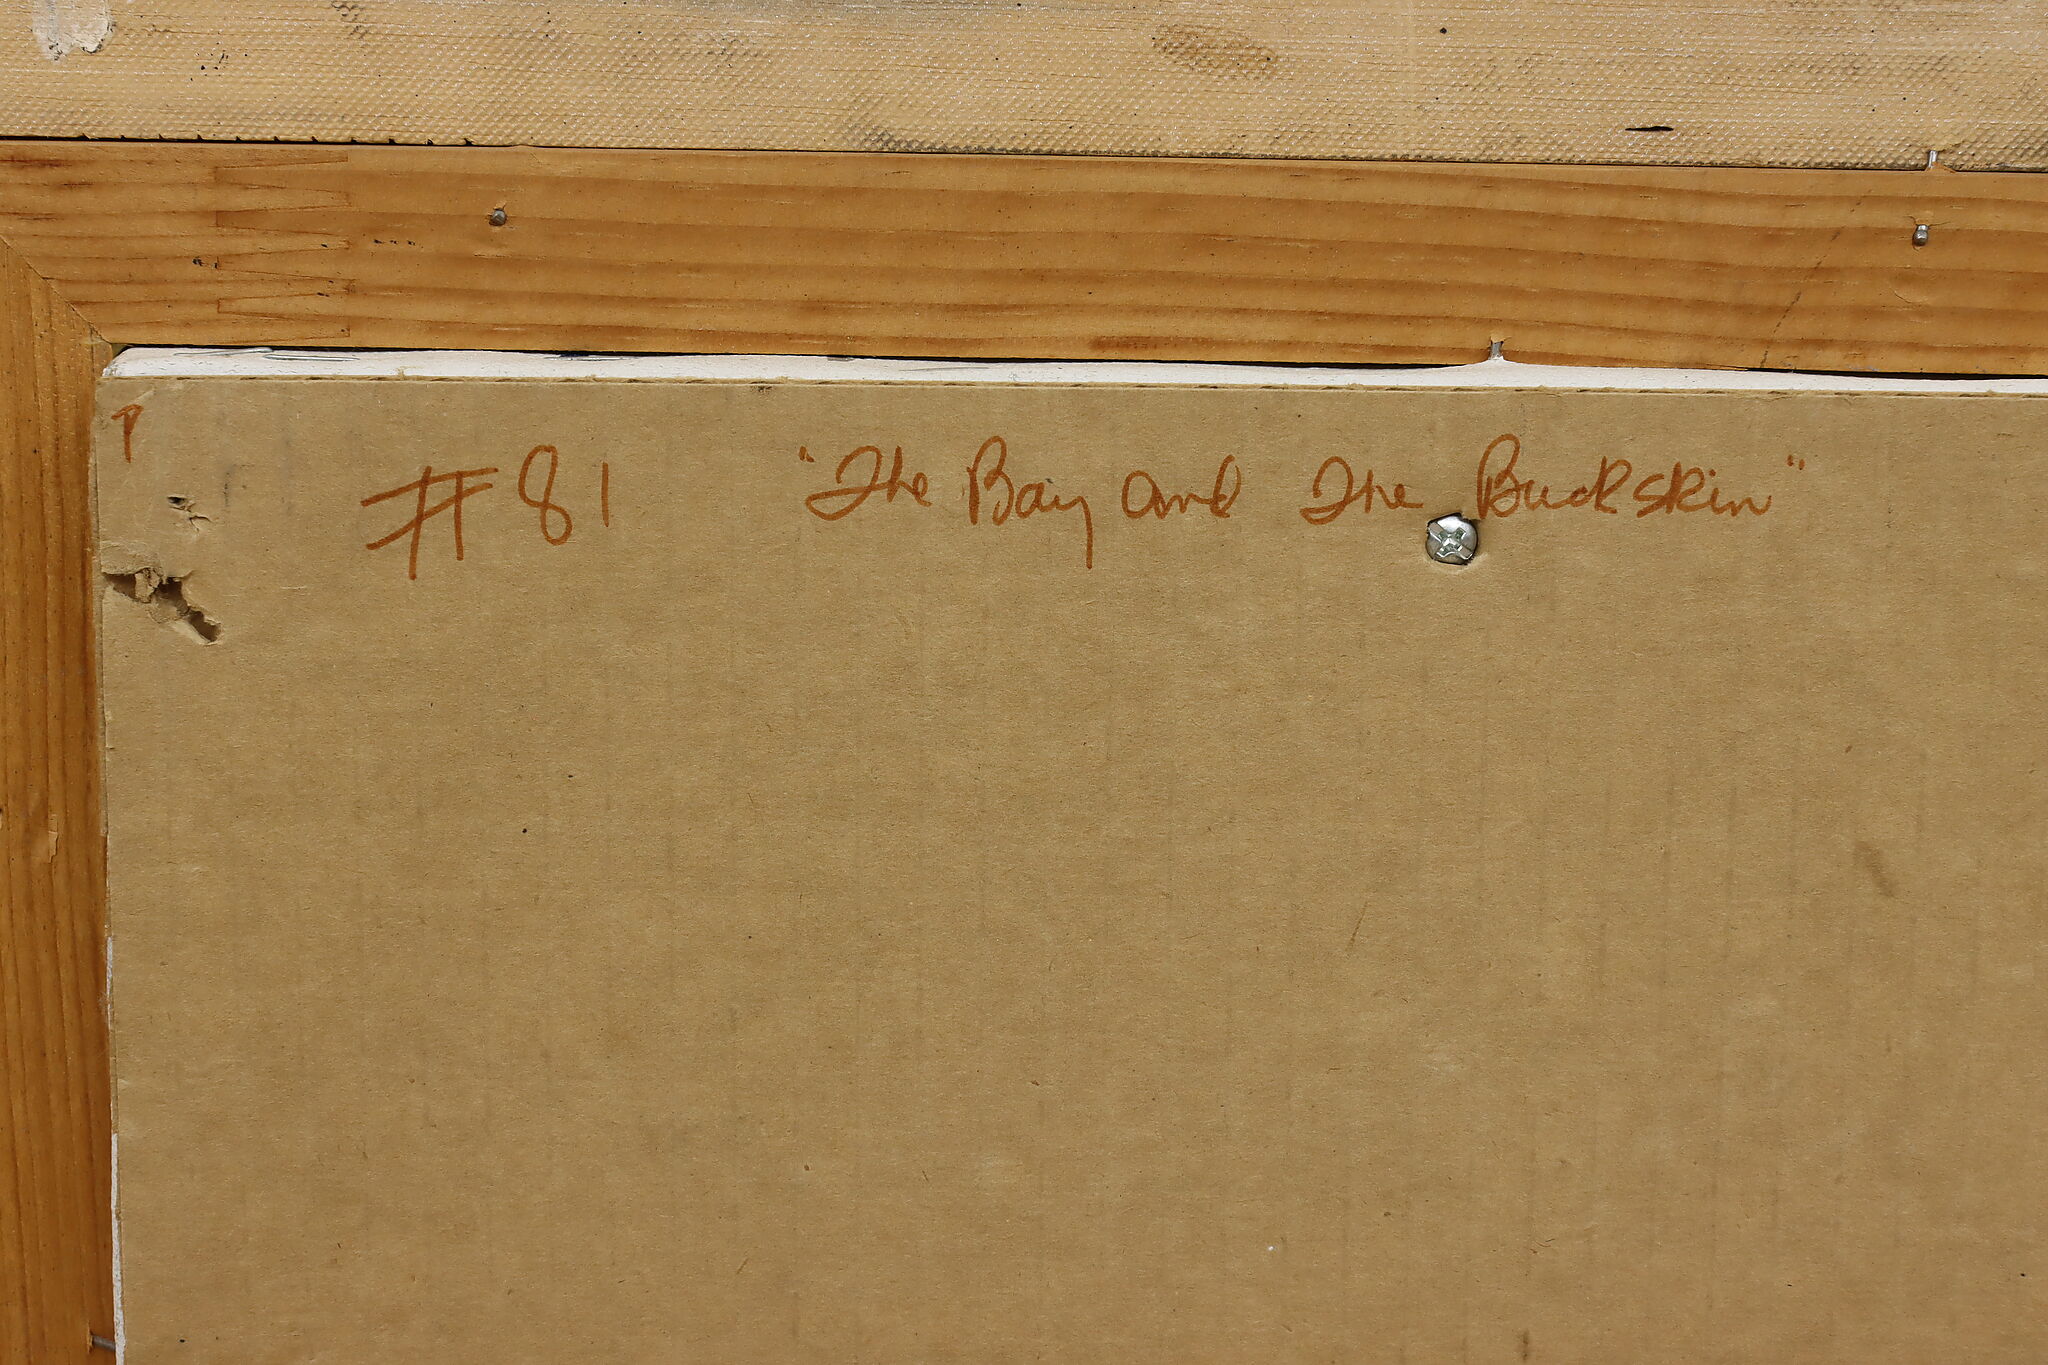 #81 "The Bay and The Buckskin"